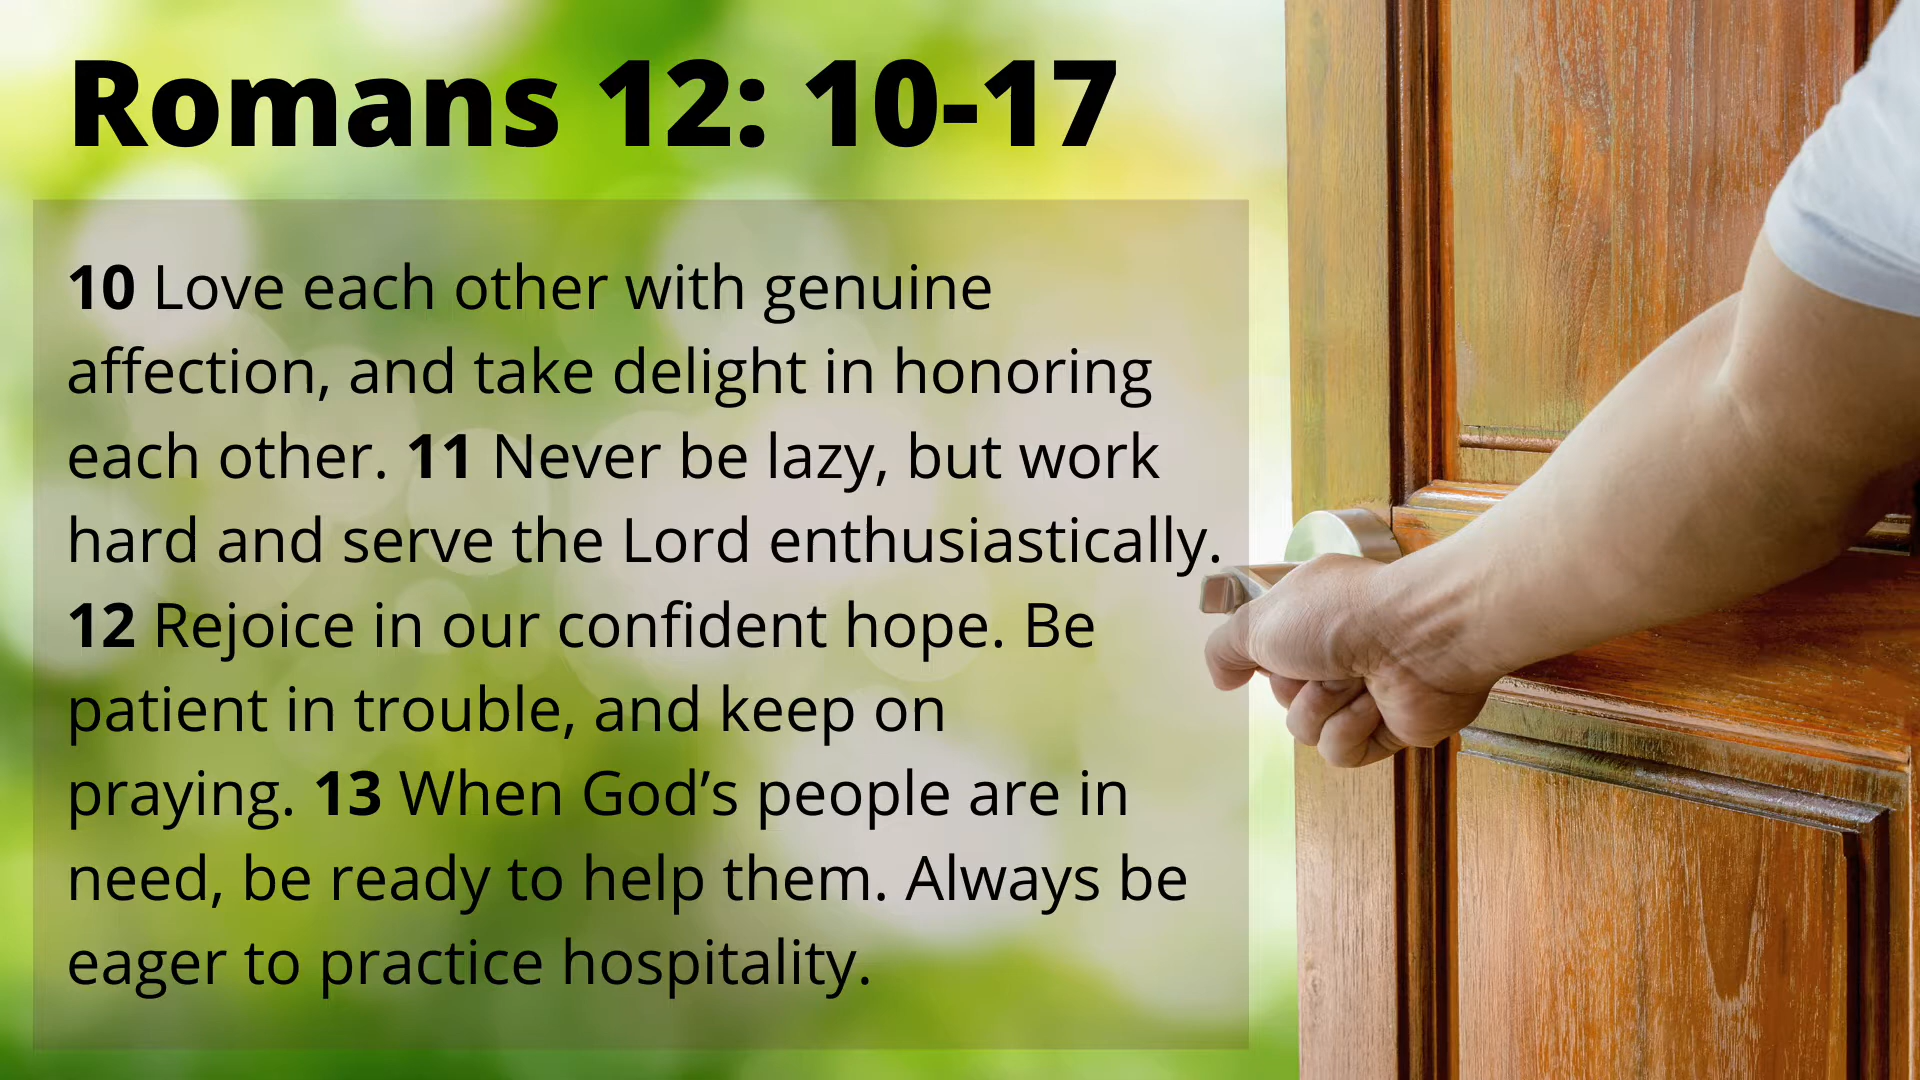 Romans 12: 10-17
10 Love each other with genuine
affection, and take delight in honoring
each other. 11 Never be lazy, but work
hard and serve the Lord enthusiastically.
12 Rejoice in our confident hope. Be
patient in trouble, and keep on
praying. 13 When God’s people are in
need, be ready to help them. Always be
eager to practice hospitality.